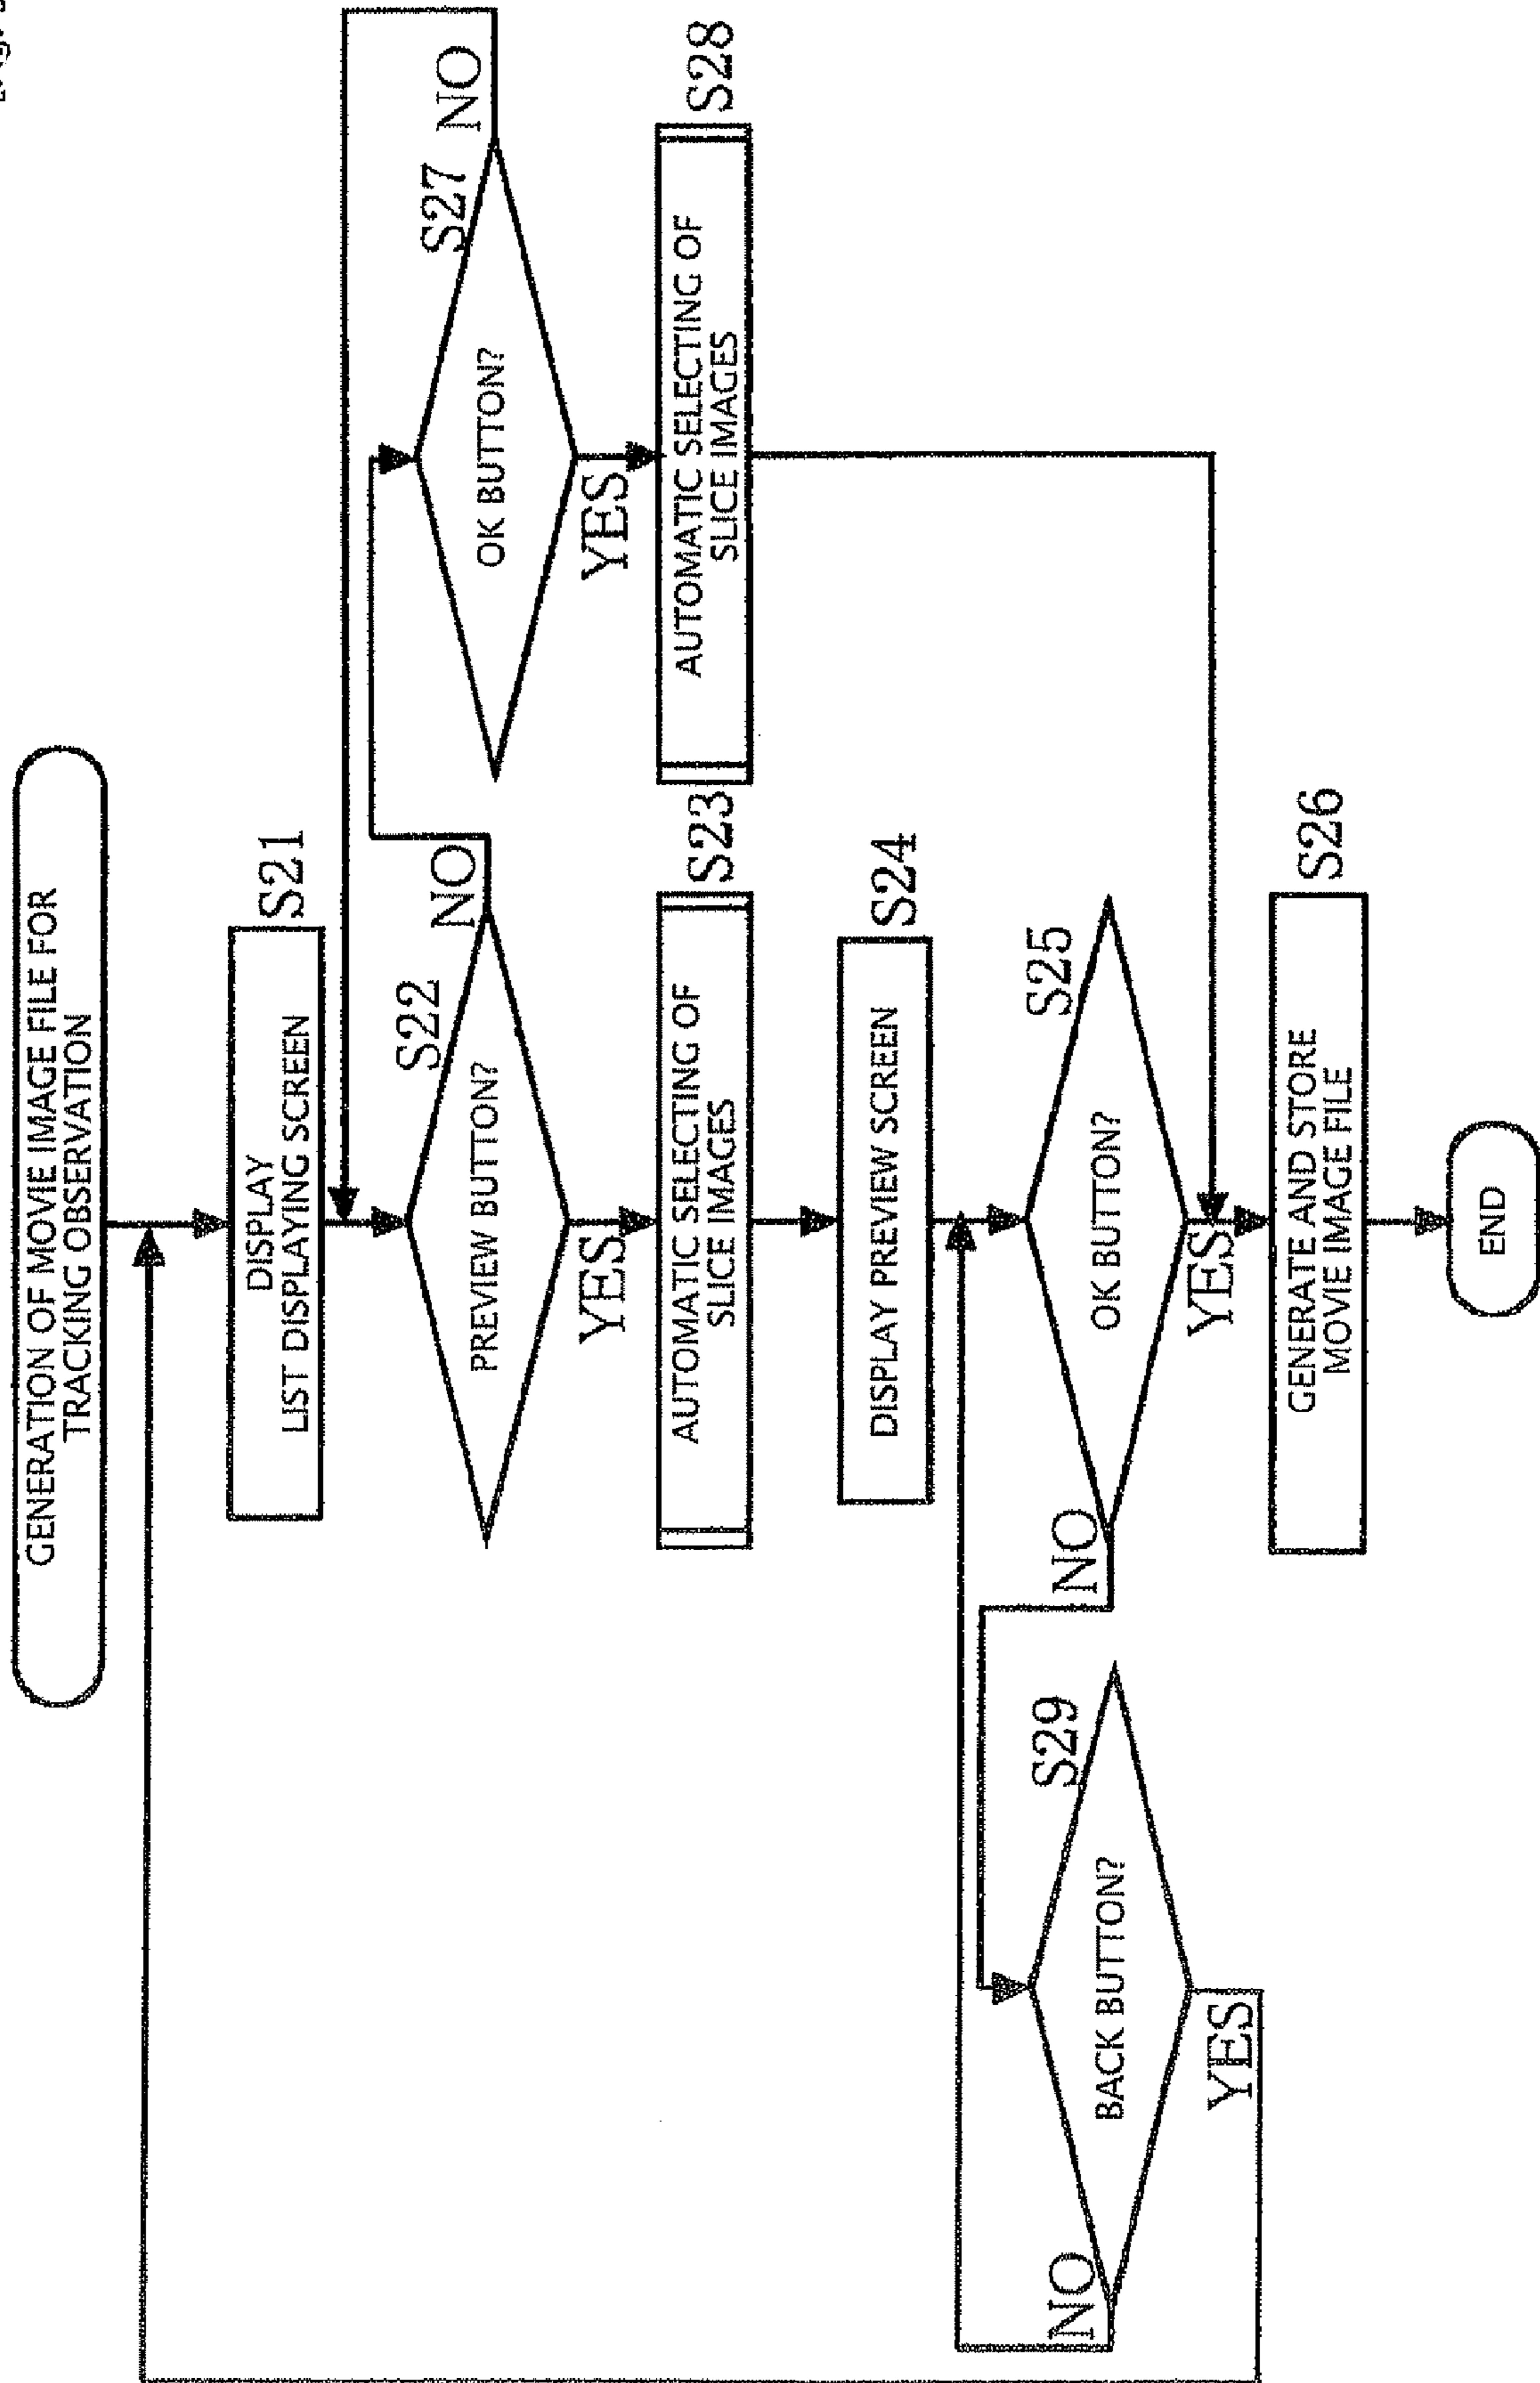 GENERATION OF MOVIE IMAGE FILE FOR
TRACKING OBSERVATION
S21
DISPLAY
LIST DISPLAYING SCREEN
S22
PREVIEW BUTTON?
NO
YES
S27
OK BUTTON?
NO
YES
S23
AUTOMATIC SELECTING OF
SLICE IMAGES
S28
AUTOMATIC SELECTING OF
SLICE IMAGES
S24
DISPLAY PREVIEW SCREEN
S25
OK BUTTON?
NO
YES
S29
BACK BUTTON?
NO
YES
S26
GENERATE AND STORE
MOVIE IMAGE FILE
END